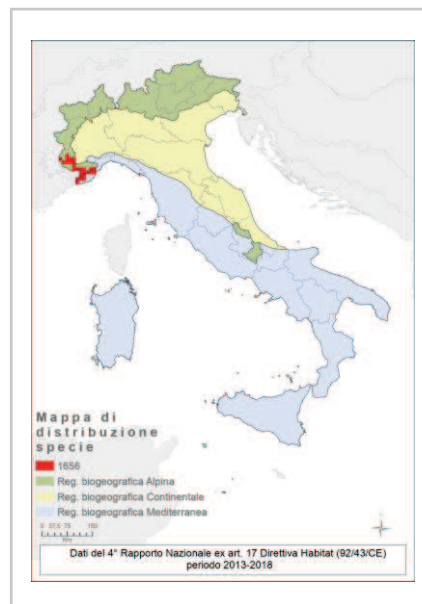 Mappa di
distribuzione
specie
1656
Reg. biogeografica Alpina
Reg. biogeografica Continentale
Reg. biogeografica Mediterranea
0 37,5 75 150
Km
Dati del 4° Rapporto Nazionale ex art. 17 Direttiva Habitat (92/43/CE)
periodo 2013-2018